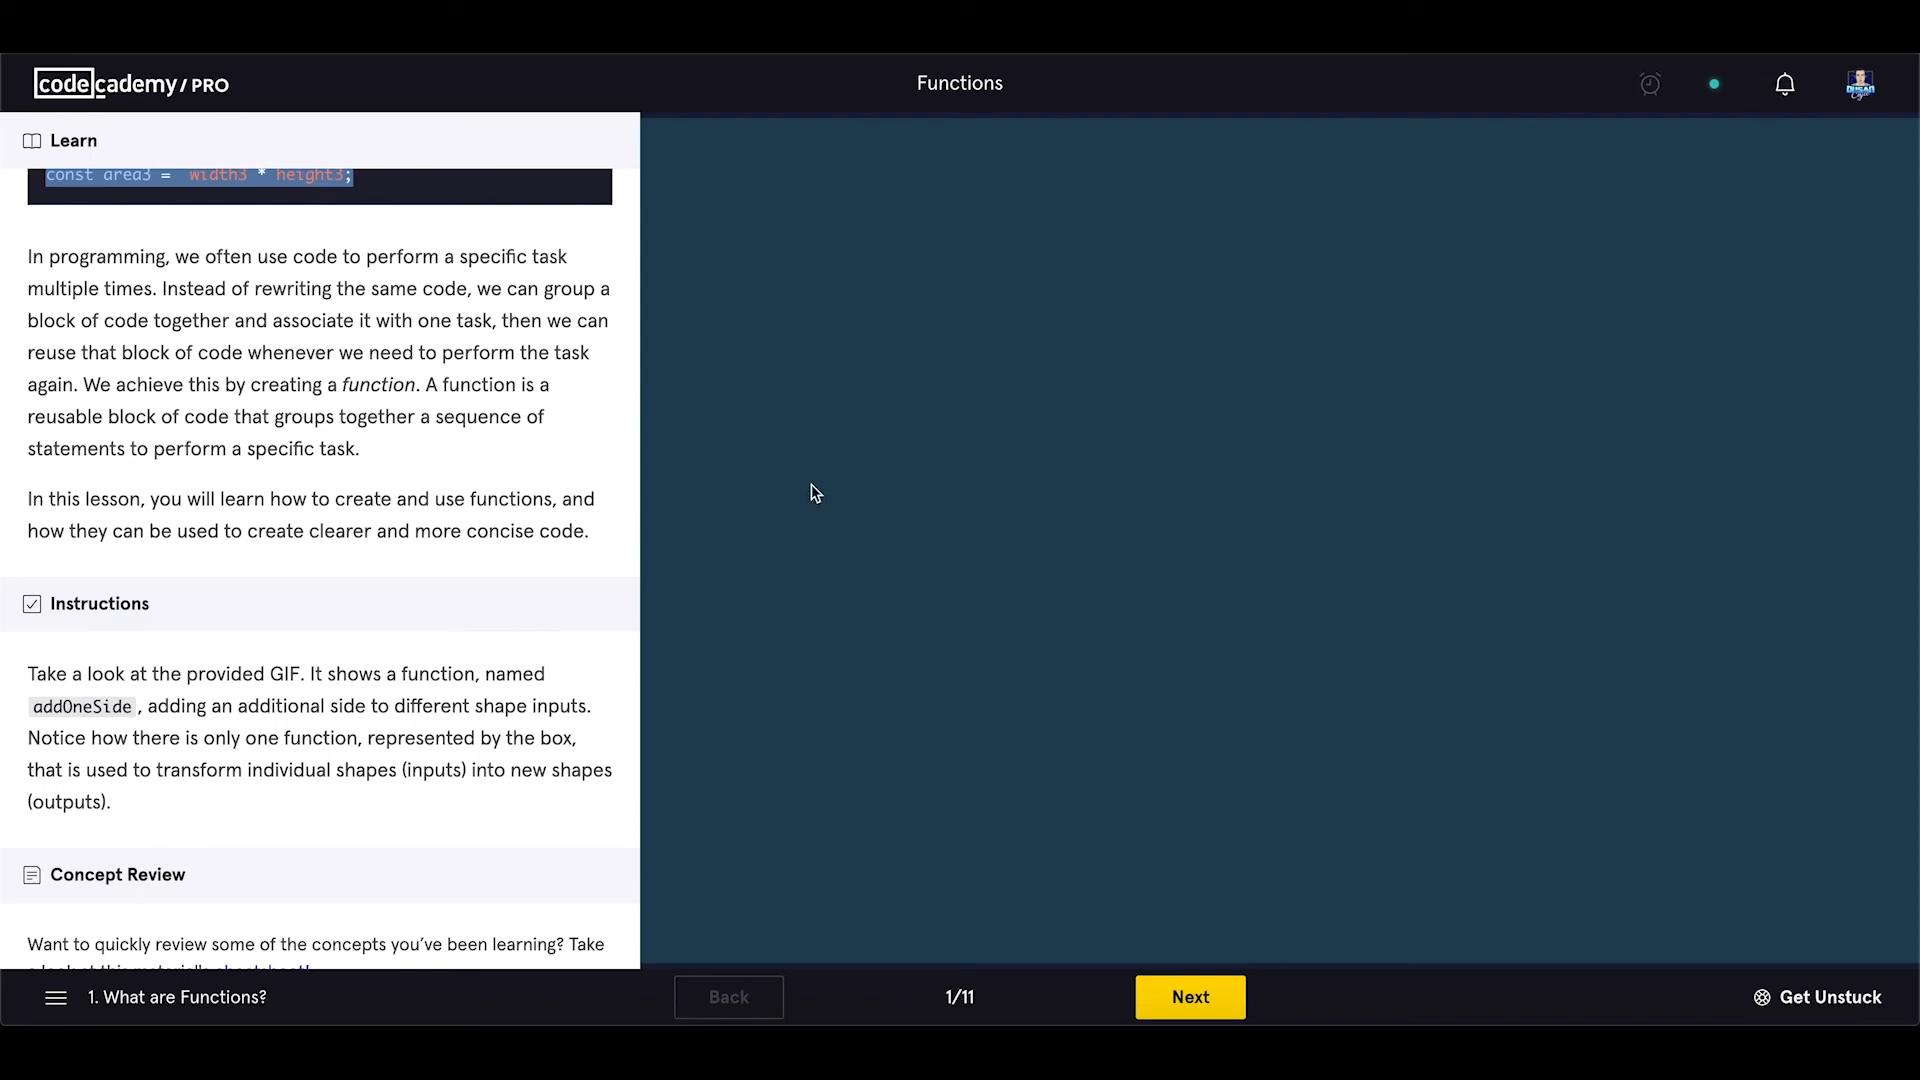 codecademy/PRO
Functions
Learn
const area3 = width3 * height3;
In programming, we often use code to perform a specific task
multiple times. Instead of rewriting the same code, we can group a
block of code together and associate it with one task, then we can
reuse that block of code whenever we need to perform the task
again. We achieve this by creating a function. A function is a
reusable block of code that groups together a sequence of
statements to perform a specific task.
In this lesson, you will learn how to create and use functions, and
how they can be used to create clearer and more concise code.
Instructions
Take a look at the provided GIF. It shows a function, named
addOneSide, adding an additional side to different shape inputs.
Notice how there is only one function, represented by the box,
that is used to transform individual shapes (inputs) into new shapes
(outputs).
Concept Review
Want to quickly review some of the concepts you've been learning? Take
a look at this material's cheatsheet!
1. What are Functions?
Back
1/11
Next
Get Unstuck